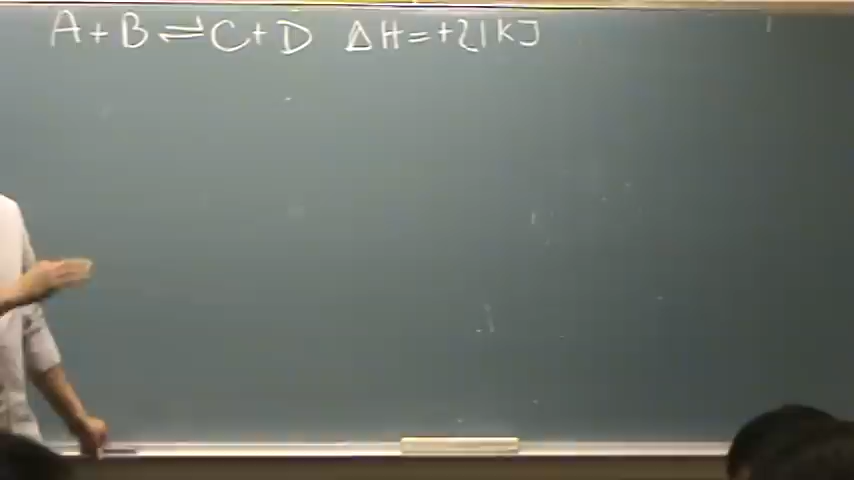 A + B ⇌ C + D   ΔH = +21 kJ